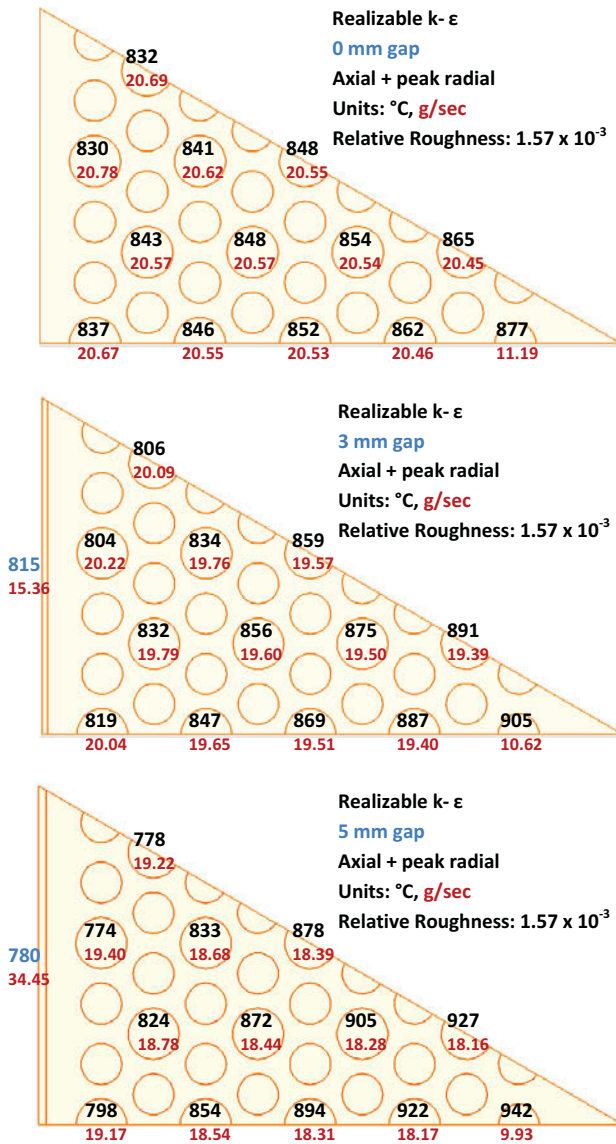 Realizable k- ε
0 mm gap
Axial + peak radial
Units: °C, g/sec
Relative Roughness: 1.57 x 10⁻³
832
20.69
830 841 848
20.78 20.62 20.55
843 848 854 865
20.57 20.57 20.54 20.45
837 846 852 862 877
20.67 20.55 20.53 20.46 11.19
Realizable k- ε
3 mm gap
Axial + peak radial
Units: °C, g/sec
Relative Roughness: 1.57 x 10⁻³
806
20.09
804 834 859
20.22 19.76 19.57
815
15.36
832 856 875 891
19.79 19.60 19.50 19.39
819 847 869 887 905
20.04 19.65 19.51 19.40 10.62
Realizable k- ε
5 mm gap
Axial + peak radial
Units: °C, g/sec
Relative Roughness: 1.57 x 10⁻³
778
19.22
774 833 878
19.40 18.68 18.39
780
34.45
824 872 905 927
18.78 18.44 18.28 18.16
798 854 894 922 942
19.17 18.54 18.31 18.17 9.93